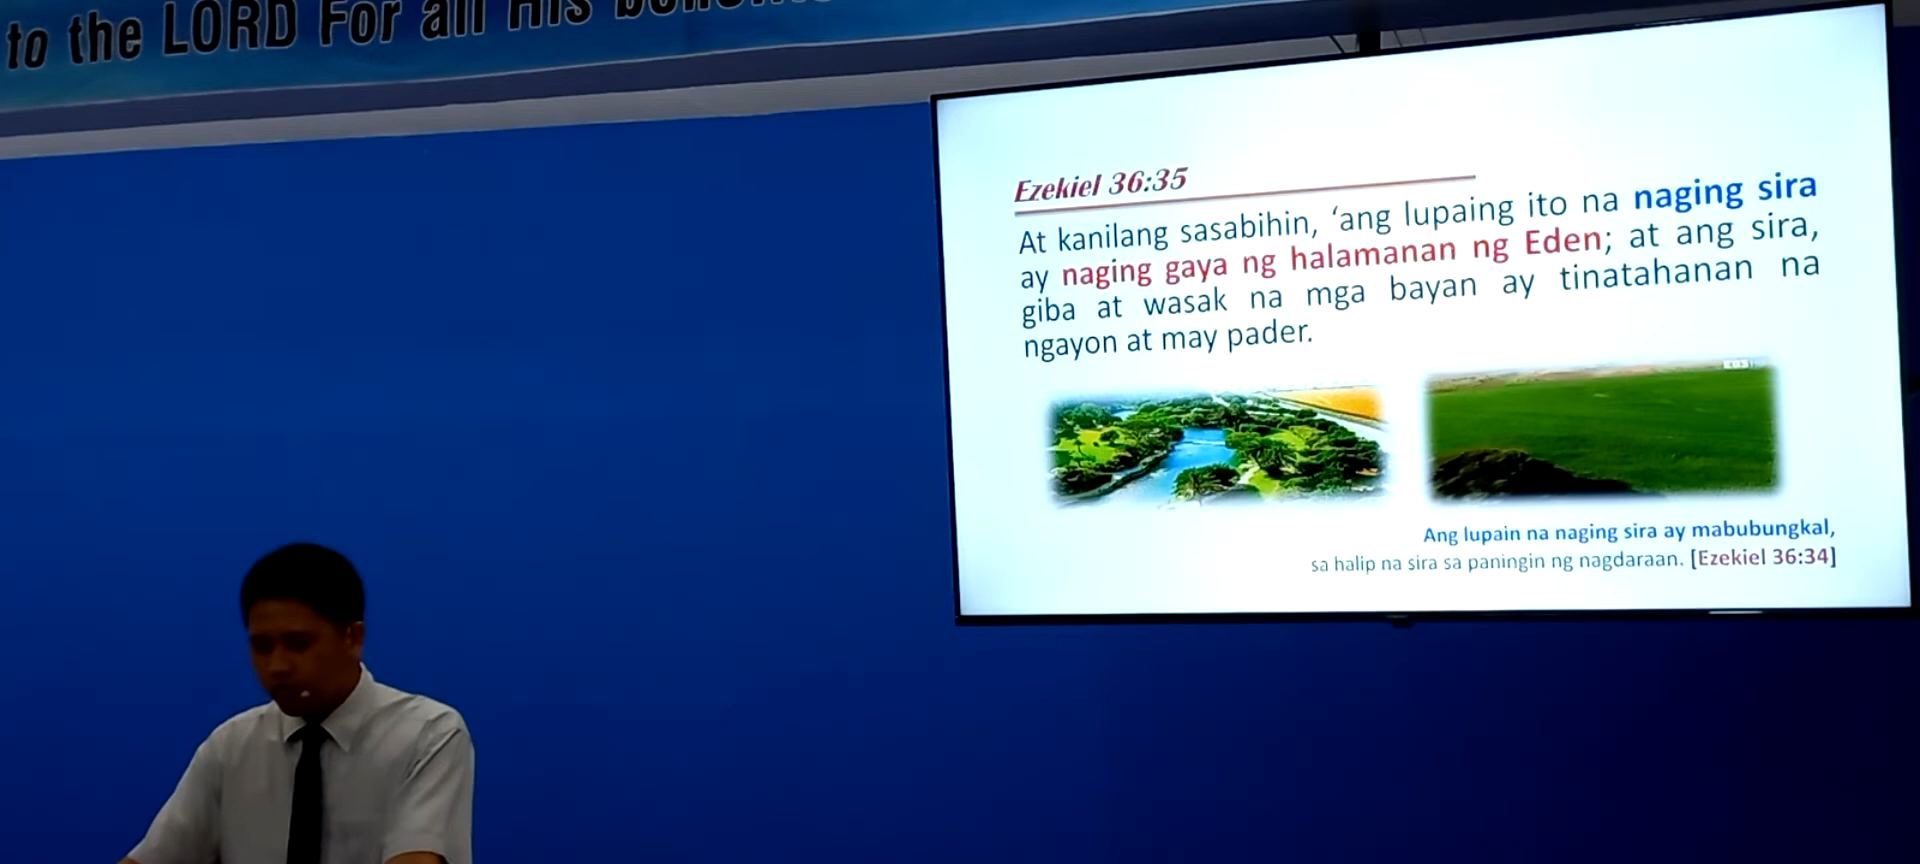 to the LORD For all His
Ezekiel 36:35
At kanilang sasabihin, ‘ang lupaing ito na naging sira
ay naging gaya ng halamanan ng Eden; at ang sira,
giba at wasak na mga bayan ay tinatahanan na
ngayon at may pader.
Ang lupain na naging sira ay mabubungkal,
sa halip na sira sa paningin ng nagdaraan. [Ezekiel 36:34]